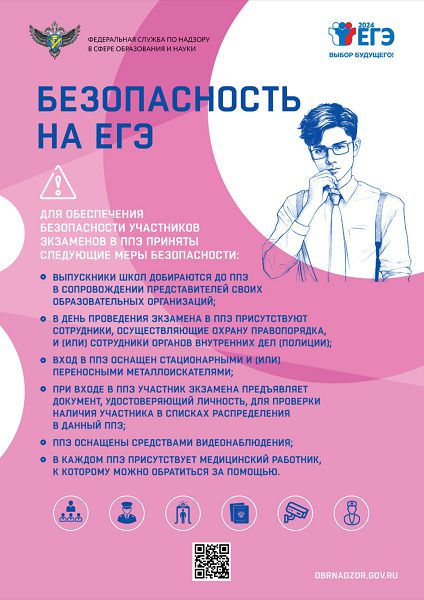 ФЕДЕРАЛЬНАЯ СЛУЖБА ПО НАДЗОРУ
В СФЕРЕ ОБРАЗОВАНИЯ И НАУКИ
2024
ЕГЭ
ВЫБОР БУДУЩЕГО!
БЕЗОПАСНОСТЬ
НА ЕГЭ
ДЛЯ ОБЕСПЕЧЕНИЯ
БЕЗОПАСНОСТИ УЧАСТНИКОВ
ЭКЗАМЕНОВ В ППЭ ПРИНЯТЫ
СЛЕДУЮЩИЕ МЕРЫ БЕЗОПАСНОСТИ:
ВЫПУСКНИКИ ШКОЛ ДОБИРАЮТСЯ ДО ППЭ
В СОПРОВОЖДЕНИИ ПРЕДСТАВИТЕЛЕЙ СВОИХ
ОБРАЗОВАТЕЛЬНЫХ ОРГАНИЗАЦИЙ;
В ДЕНЬ ПРОВЕДЕНИЯ ЭКЗАМЕНА В ППЭ ПРИСУТСТВУЮТ
СОТРУДНИКИ, ОСУЩЕСТВЛЯЮЩИЕ ОХРАНУ ПРАВОПОРЯДКА,
И (ИЛИ) СОТРУДНИКИ ОРГАНОВ ВНУТРЕННИХ ДЕЛ (ПОЛИЦИИ);
ВХОД В ППЭ ОСНАЩЕН СТАЦИОНАРНЫМИ И (ИЛИ)
ПЕРЕНОСНЫМИ МЕТАЛЛОИСКАТЕЛЯМИ;
ПРИ ВХОДЕ В ППЭ УЧАСТНИК ЭКЗАМЕНА ПРЕДЪЯВЛЯЕТ
ДОКУМЕНТ, УДОСТОВЕРЯЮЩИЙ ЛИЧНОСТЬ, ДЛЯ ПРОВЕРКИ
НАЛИЧИЯ УЧАСТНИКА В СПИСКАХ РАСПРЕДЕЛЕНИЯ
В ДАННЫЙ ППЭ;
ППЭ ОСНАЩЕНЫ СРЕДСТВАМИ ВИДЕОНАБЛЮДЕНИЯ;
В КАЖДОМ ППЭ ПРИСУТСТВУЕТ МЕДИЦИНСКИЙ РАБОТНИК,
К КОТОРОМУ МОЖНО ОБРАТИТЬСЯ ЗА ПОМОЩЬЮ.
OBRNADZOR.GOV.RU